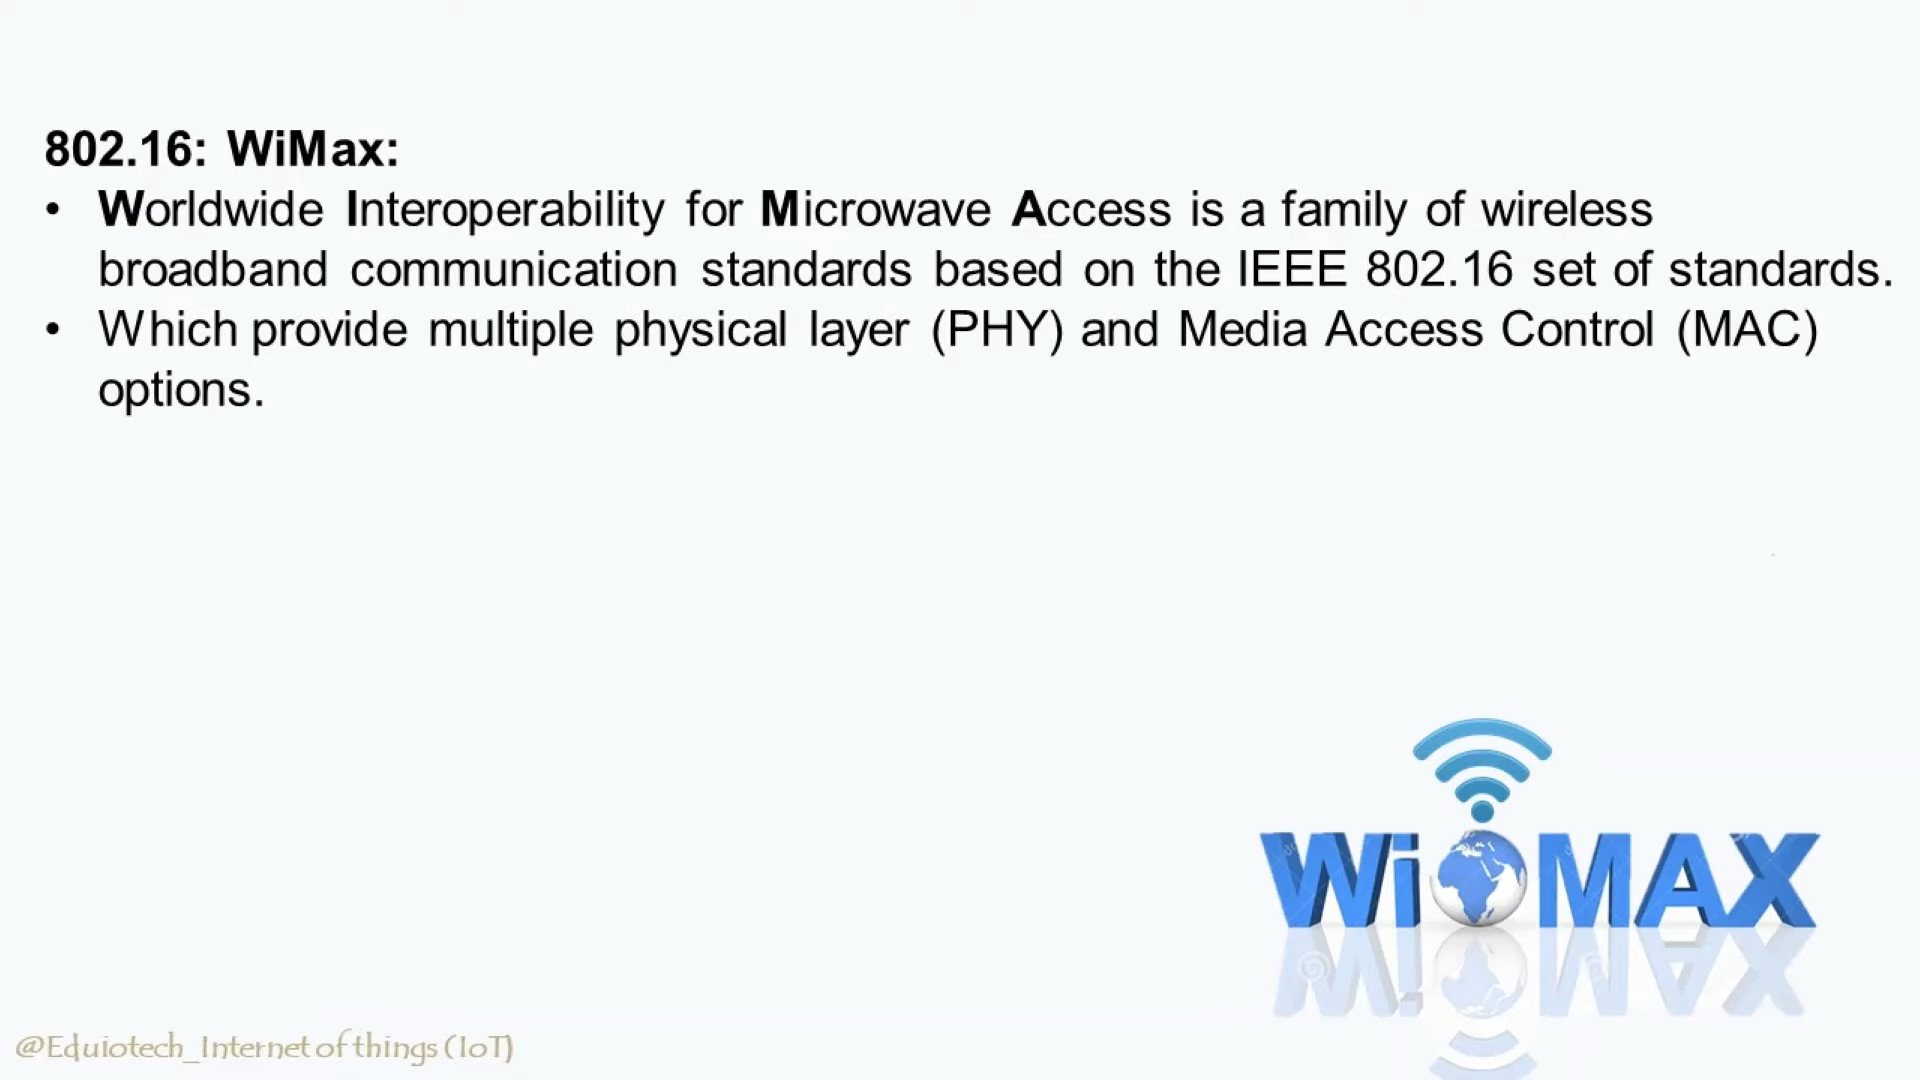 802.16: WiMax:
• Worldwide Interoperability for Microwave Access is a family of wireless
broadband communication standards based on the IEEE 802.16 set of standards.
• Which provide multiple physical layer (PHY) and Media Access Control (MAC)
options.
WiMAX
@Eduiotech_Internet of things (IoT)